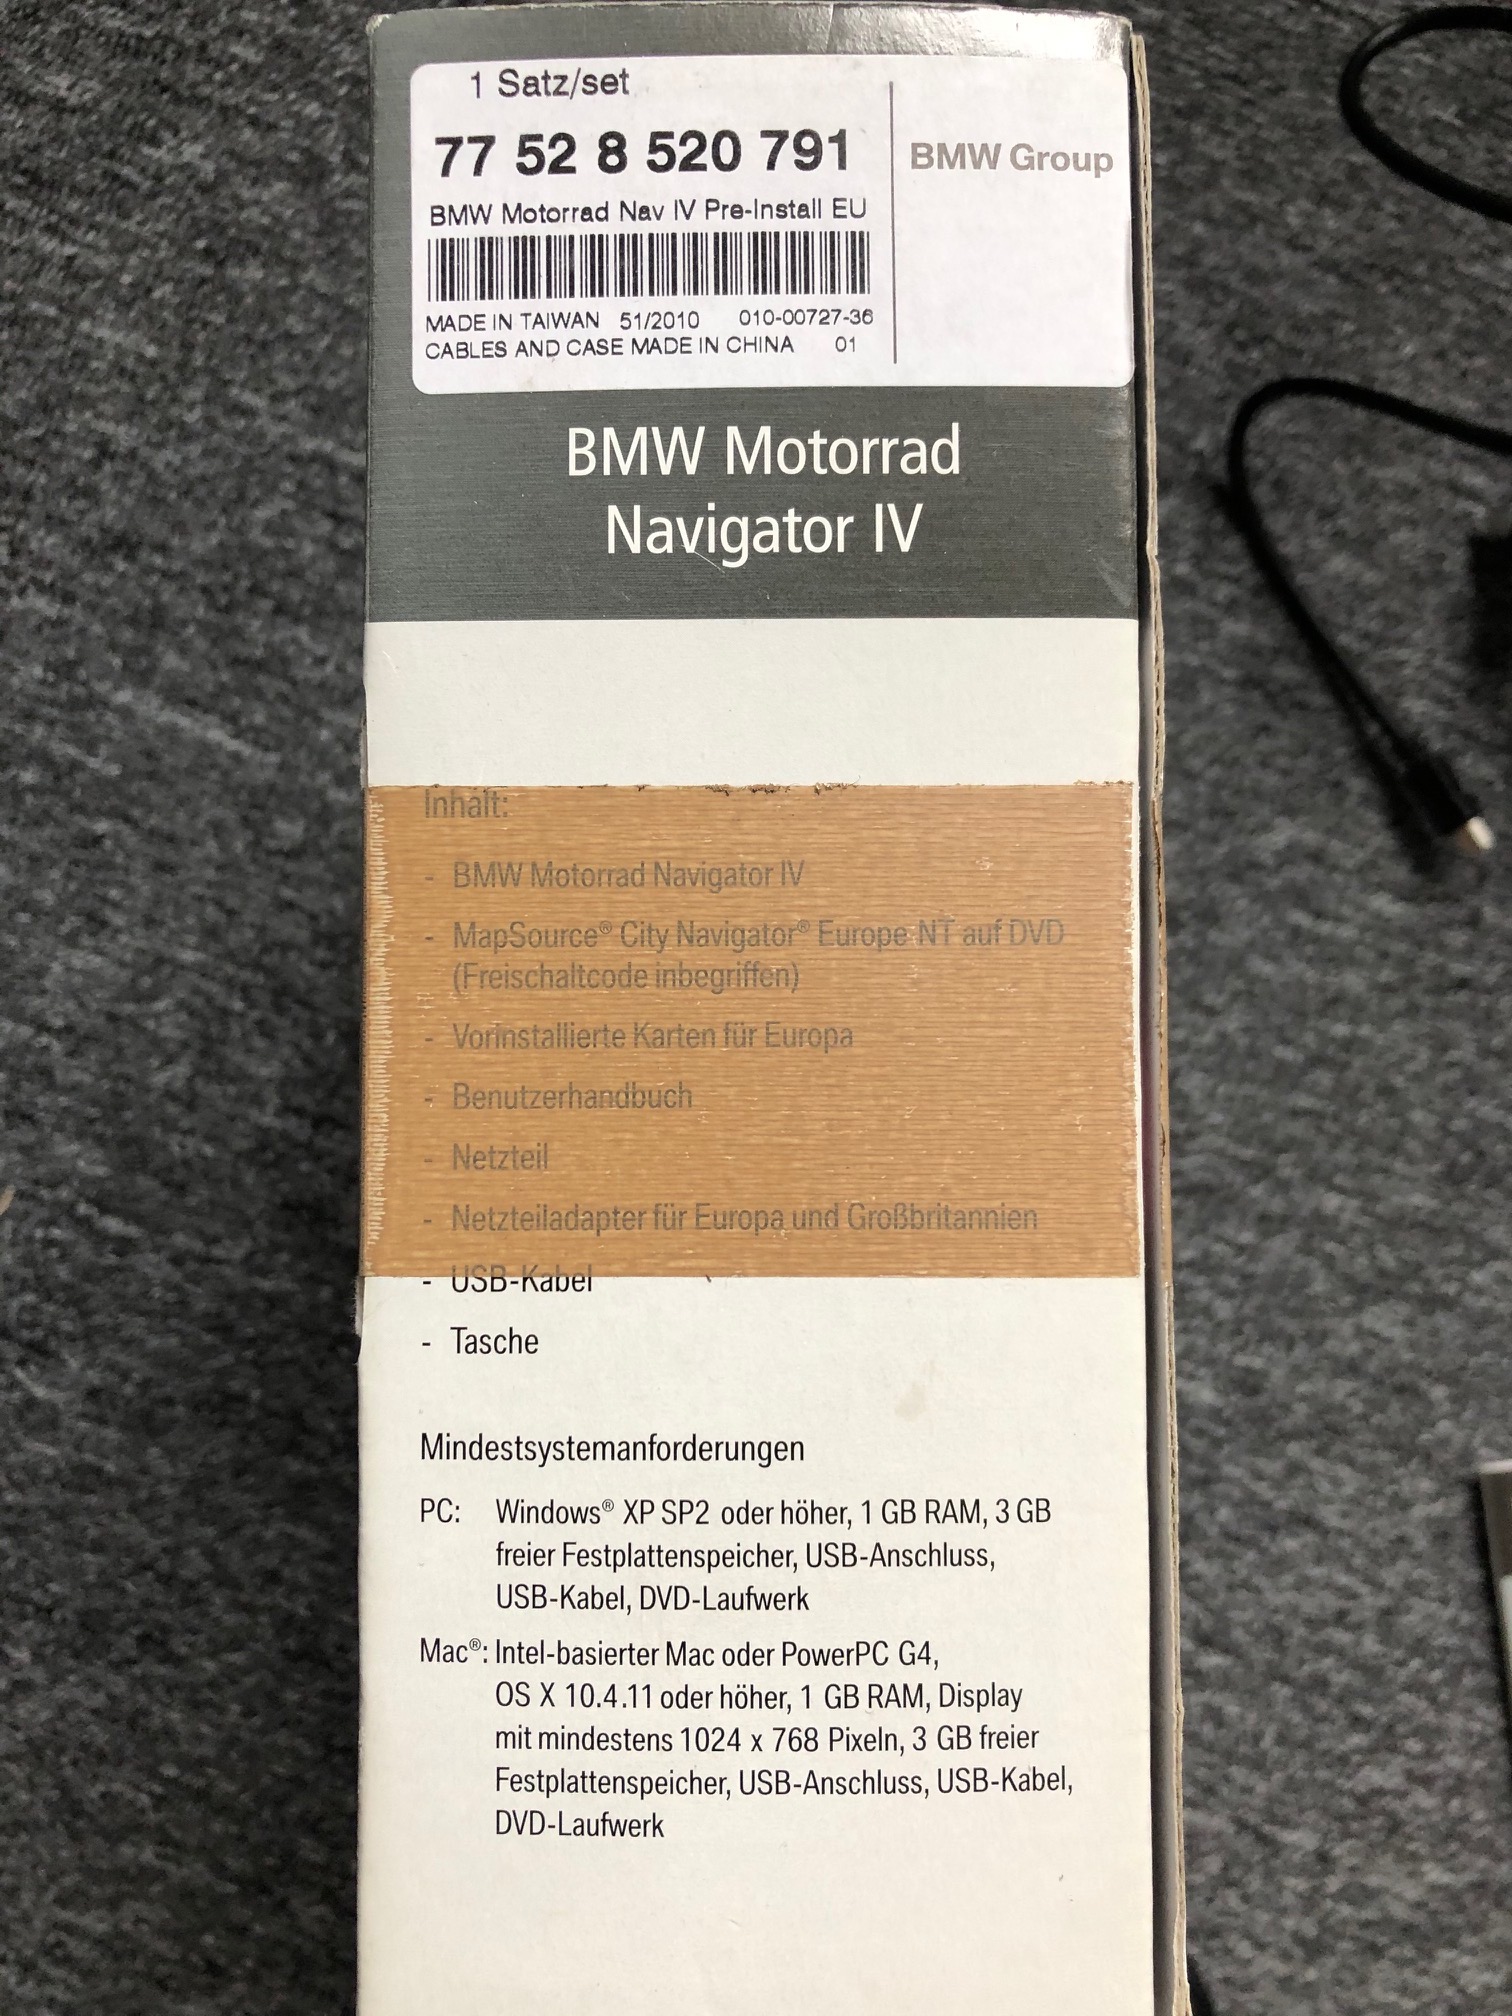 1 Satz/set
77 52 8 520 791
BMW Group
BMW Motorrad Nav IV Pre-Install EU
MADE IN TAIWAN 51/2010 010-00727-36
CABLES AND CASE MADE IN CHINA 01
BMW Motorrad
Navigator IV
Inhalt:
- BMW Motorrad Navigator IV
- MapSource® City Navigator® Europe NT auf DVD
(Freischaltcode inbegriffen)
- Vorinstallierte Karten für Europa
- Benutzerhandbuch
- Netzteil
- Netzteiladapter für Europa und Großbritannien
- USB-Kabel
- Tasche
Mindestsystemanforderungen
PC: Windows® XP SP2 oder höher, 1 GB RAM, 3 GB
freier Festplattenspeicher, USB-Anschluss,
USB-Kabel, DVD-Laufwerk
Mac®: Intel-basierter Mac oder PowerPC G4,
OS X 10.4.11 oder höher, 1 GB RAM, Display
mit mindestens 1024 x 768 Pixeln, 3 GB freier
Festplattenspeicher, USB-Anschluss, USB-Kabel,
DVD-Laufwerk